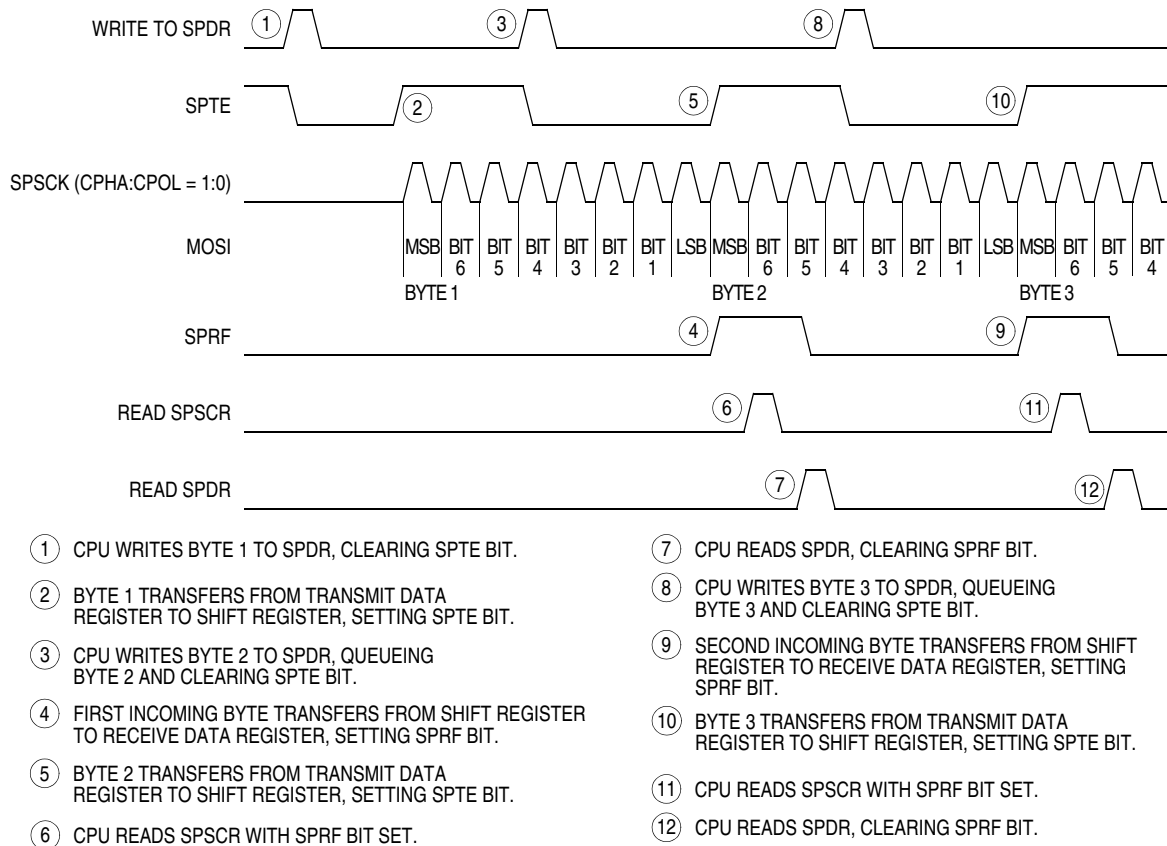 WRITE TO SPDR
1
3
8
SPTE
2
5
10
SPSCK (CPHA:CPOL = 1:0)
MOSI
MSB BIT BIT BIT BIT BIT BIT LSB MSB BIT BIT BIT BIT BIT BIT LSB MSB BIT BIT BIT
6 5 4 3 2 1 6 5 4 3 2 1 6 5 4
BYTE 1 BYTE 2 BYTE 3
SPRF
4
9
READ SPSCR
6
11
READ SPDR
7
12
1 CPU WRITES BYTE 1 TO SPDR, CLEARING SPTE BIT.
2 BYTE 1 TRANSFERS FROM TRANSMIT DATA
REGISTER TO SHIFT REGISTER, SETTING SPTE BIT.
3 CPU WRITES BYTE 2 TO SPDR, QUEUEING
BYTE 2 AND CLEARING SPTE BIT.
4 FIRST INCOMING BYTE TRANSFERS FROM SHIFT REGISTER
TO RECEIVE DATA REGISTER, SETTING SPRF BIT.
5 BYTE 2 TRANSFERS FROM TRANSMIT DATA
REGISTER TO SHIFT REGISTER, SETTING SPTE BIT.
6 CPU READS SPSCR WITH SPRF BIT SET.
7 CPU READS SPDR, CLEARING SPRF BIT.
8 CPU WRITES BYTE 3 TO SPDR, QUEUEING
BYTE 3 AND CLEARING SPTE BIT.
9 SECOND INCOMING BYTE TRANSFERS FROM SHIFT
REGISTER TO RECEIVE DATA REGISTER, SETTING
SPRF BIT.
10 BYTE 3 TRANSFERS FROM TRANSMIT DATA
REGISTER TO SHIFT REGISTER, SETTING SPTE BIT.
11 CPU READS SPSCR WITH SPRF BIT SET.
12 CPU READS SPDR, CLEARING SPRF BIT.